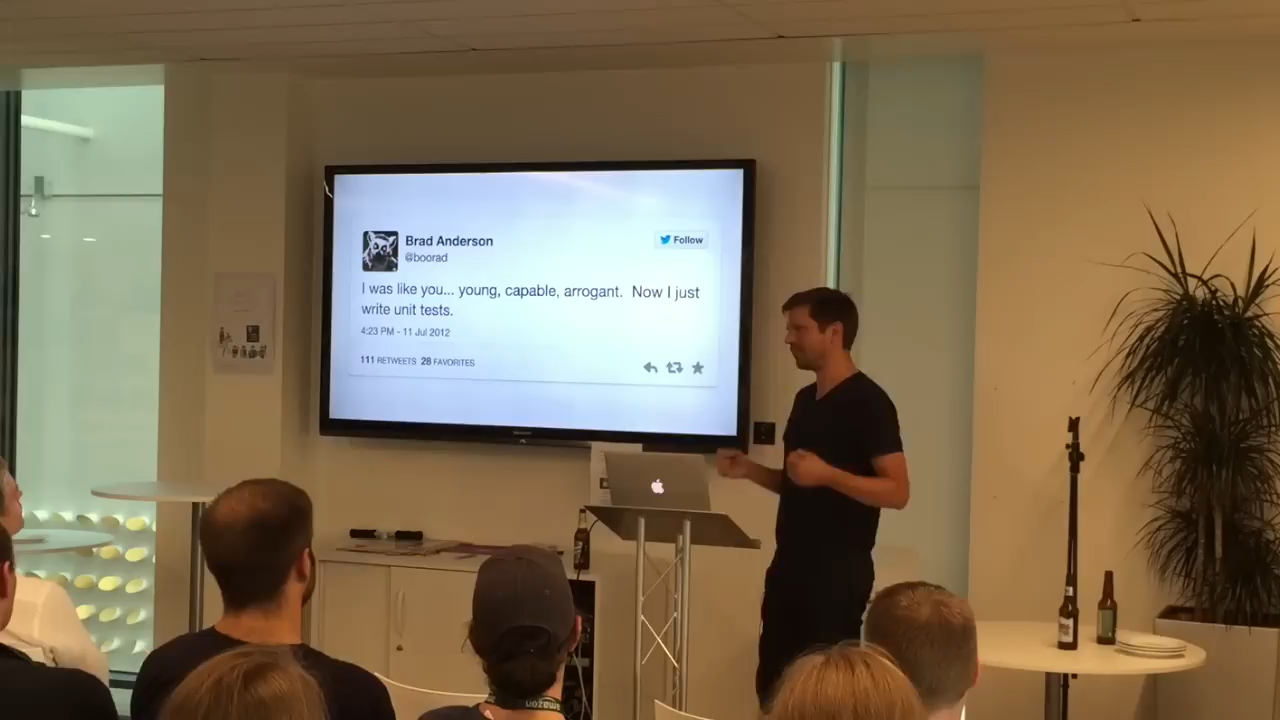 Brad Anderson
Follow
@boorad
I was like you... young, capable, arrogant. Now I just
write unit tests.
4:23 PM - 11 Jul 2012
111 RETWEETS 28 FAVORITES
amazon